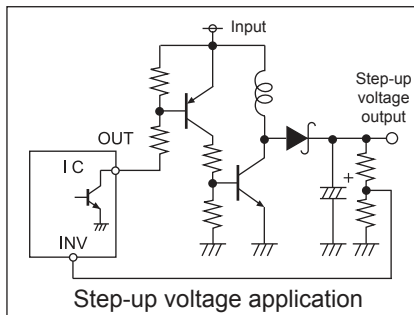 Input
Step-up
voltage
output
OUT
IC
+
INV
Step-up voltage application